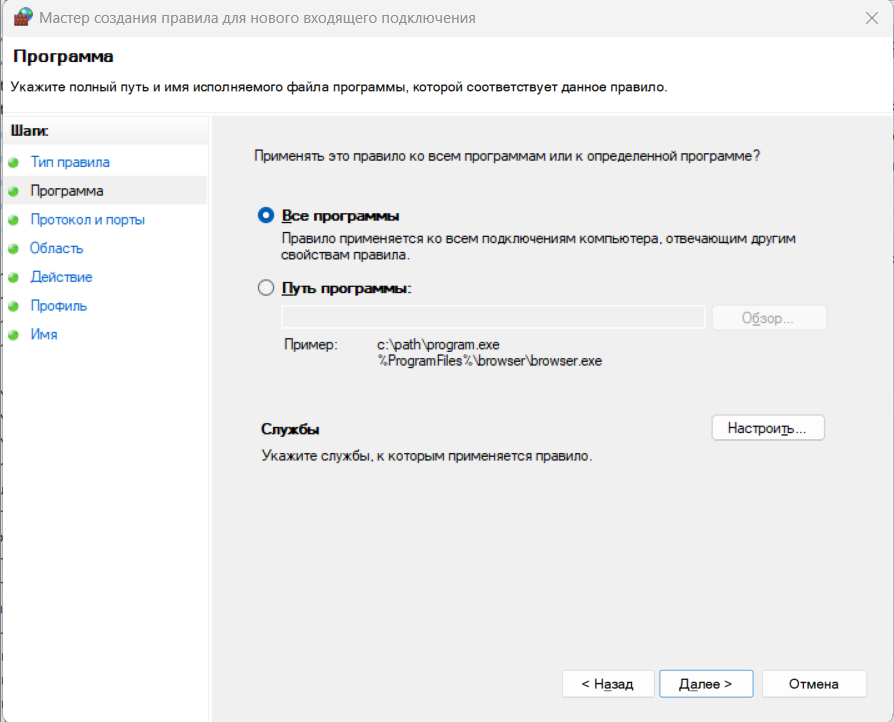 Мастер создания правила для нового входящего подключения
Программа
Укажите полный путь и имя исполняемого файла программы, которой соответствует данное правило.
Шаги:
Тип правила
Программа
Протокол и порты
Область
Действие
Профиль
Имя
Применять это правило ко всем программам или к определенной программе?
Все программы
Правило применяется ко всем подключениям компьютера, отвечающим другим
свойствам правила.
Путь программы:
Обзор...
Пример: c:\path\program.exe
%ProgramFiles%\browser\browser.exe
Службы
Настроить...
Укажите службы, к которым применяется правило.
< Назад Далее > Отмена